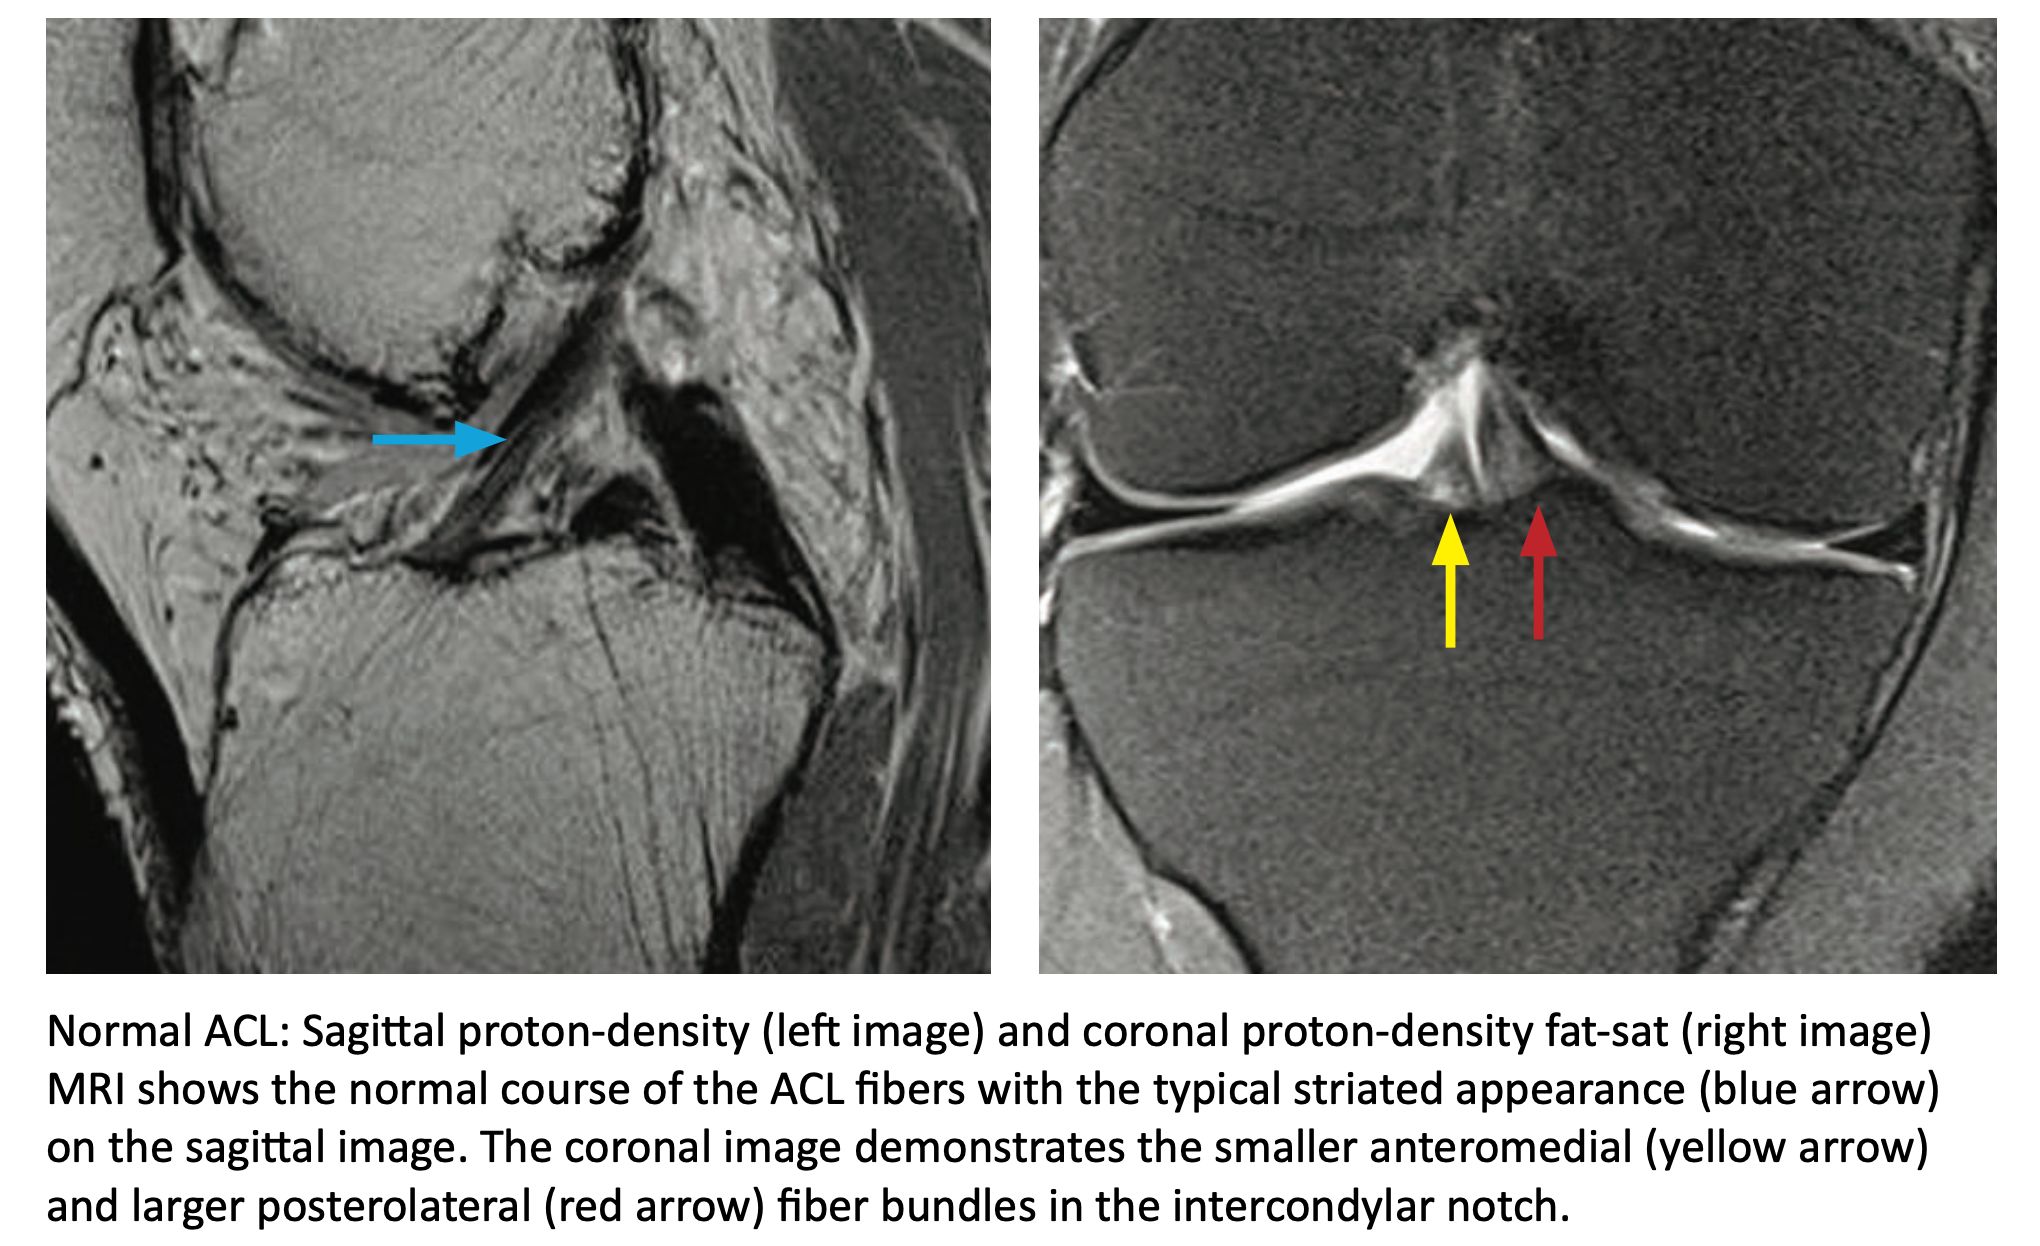 Normal ACL: Sagittal proton-density (left image) and coronal proton-density fat-sat (right image)
MRI shows the normal course of the ACL fibers with the typical striated appearance (blue arrow)
on the sagittal image. The coronal image demonstrates the smaller anteromedial (yellow arrow)
and larger posterolateral (red arrow) fiber bundles in the intercondylar notch.